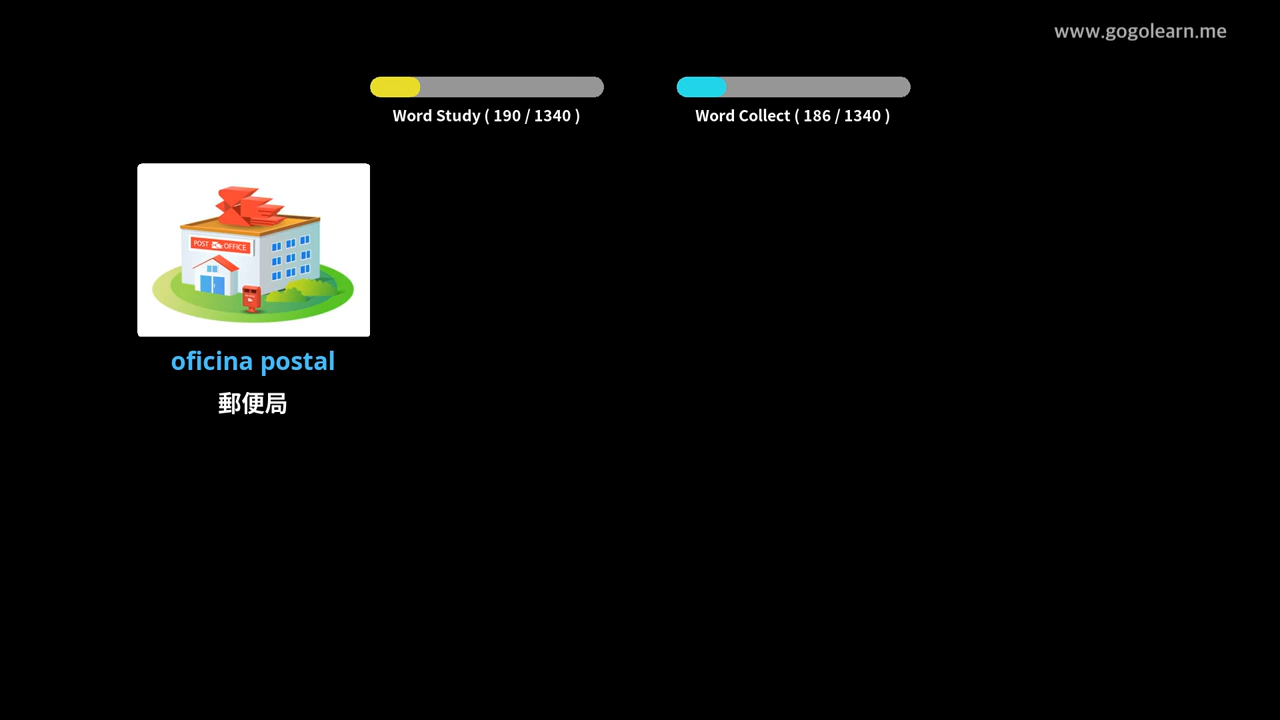 www.gogolearn.me
Word Study ( 190 / 1340 )
Word Collect ( 186 / 1340 )
POST OFFICE
oficina postal
郵便局